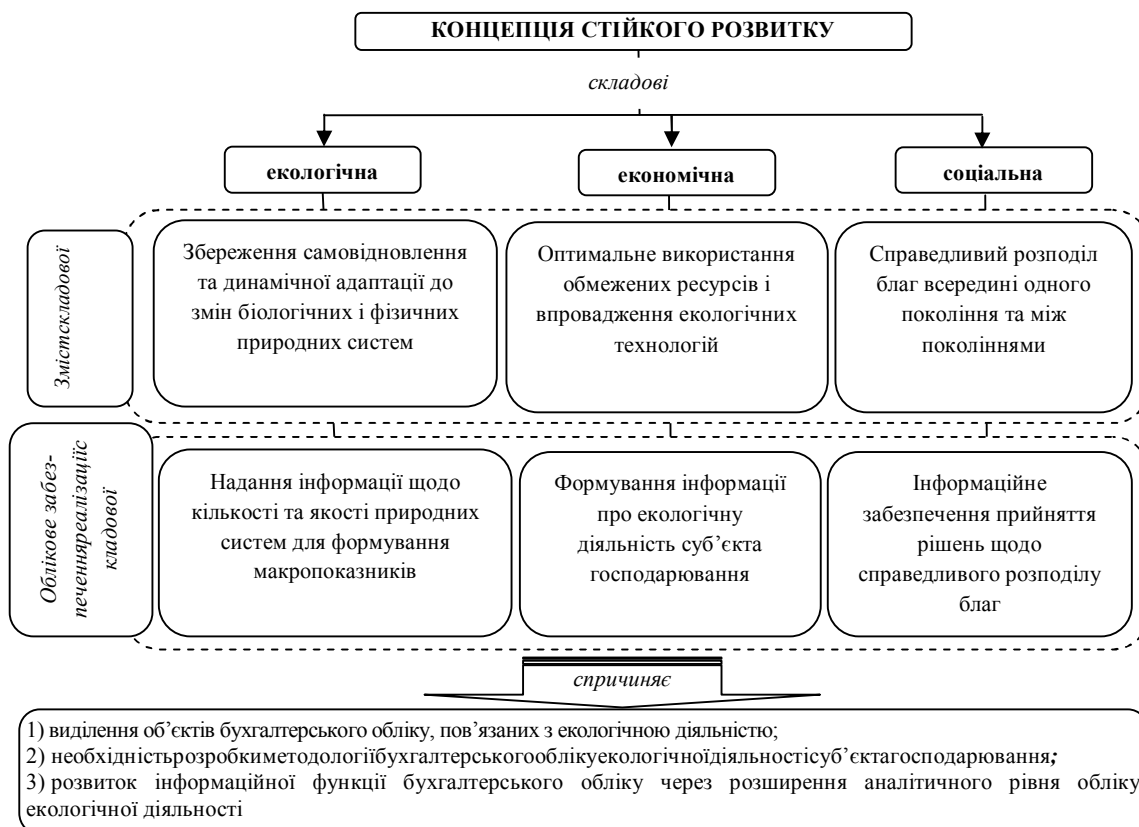 КОНЦЕПЦІЯ СТІЙКОГО РОЗВИТКУ
складові
екологічна
економічна
соціальна
Змістскладової
Збереження самовідновлення
та динамічної адаптації до
змін біологічних і фізичних
природних систем
Оптимальне використання
обмежених ресурсів і
впровадження екологічних
технологій
Справедливий розподіл
благ всередині одного
покоління та між
поколіннями
Облікове забез-
печенняреалізаціїс
кладової
Надання інформації щодо
кількості та якості природних
систем для формування
макропоказників
Формування інформації
про екологічну
діяльність суб’єкта
господарювання
Інформаційне
забезпечення прийняття
рішень щодо
справедливого розподілу
благ
спричиняє
1) виділення об’єктів бухгалтерського обліку, пов’язаних з екологічною діяльністю;
2) необхідністьрозробкиметодологіїбухгалтерськогооблікуекологічноїдіяльностісуб’єктагосподарювання;
3) розвиток інформаційної функції бухгалтерського обліку через розширення аналітичного рівня обліку
екологічної діяльності